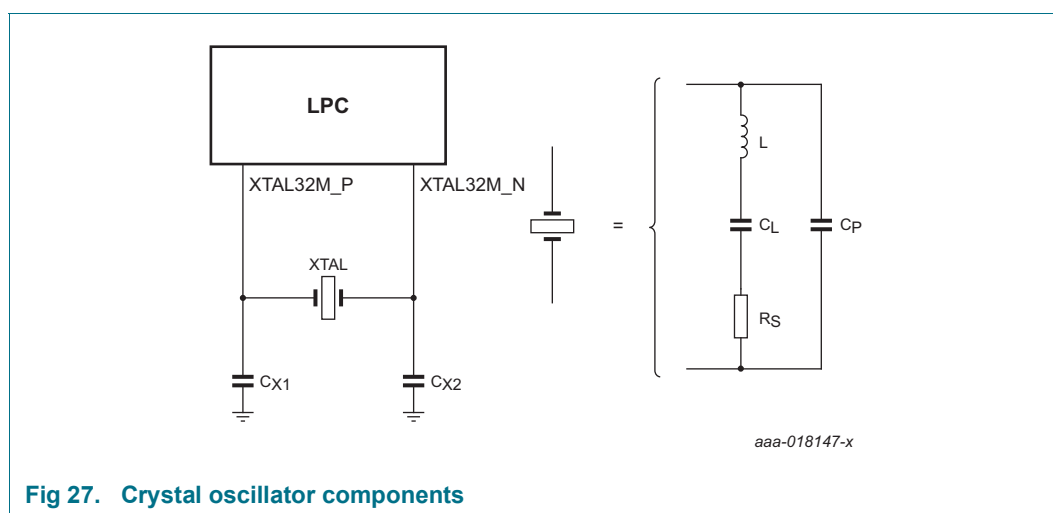 LPC
XTAL32M_P
XTAL32M_N
XTAL
CX1
CX2
=
L
CL
CP
RS
aaa-018147-x
Fig 27. Crystal oscillator components